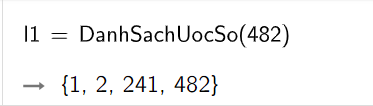 l1 = DanhSachUocSo(482)
→ {1, 2, 241, 482}